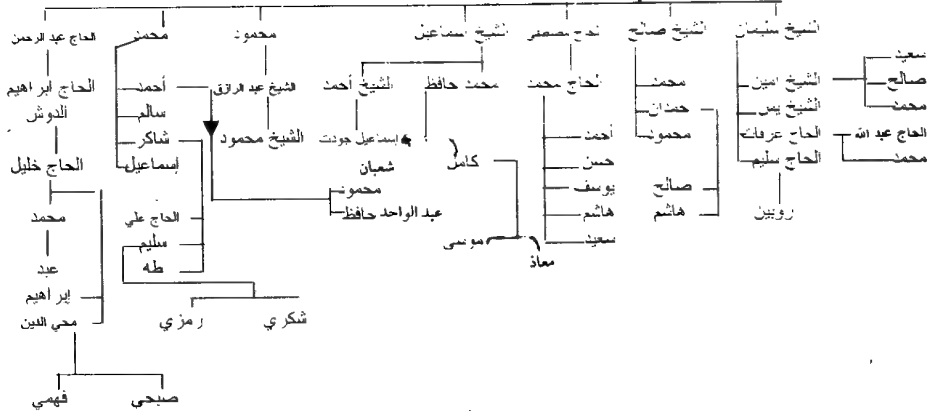 الشيخ سليمان الشيخ صالح الحاج مصطفى الشيخ اسماعيل محمود محمد الحاج عبد الرحمن
سعيد
الشيخ امين محمد الحاج محمد محمد حافظ الشيخ أحمد الشيخ عبد الرازق أحمد الحاج ابراهيم صالح
الشيخ يس حمدان سالم الدوش محمد
الحاج عرفات محمود أحمد اسماعيل جودت الشيخ محمود شاكر الحاج عبد الله
الحاج سليم حسن كامل شعبان إسماعيل الحاج خليل محمد
صالح يوسف محمود
روبين هاشم هاشم عبد الواحد حافظ الحاج علي محمد
سعيد موسى سليم
معاذ طه عبد
إبراهيم
شكري رمزي محي الدين
صبحي فهمي